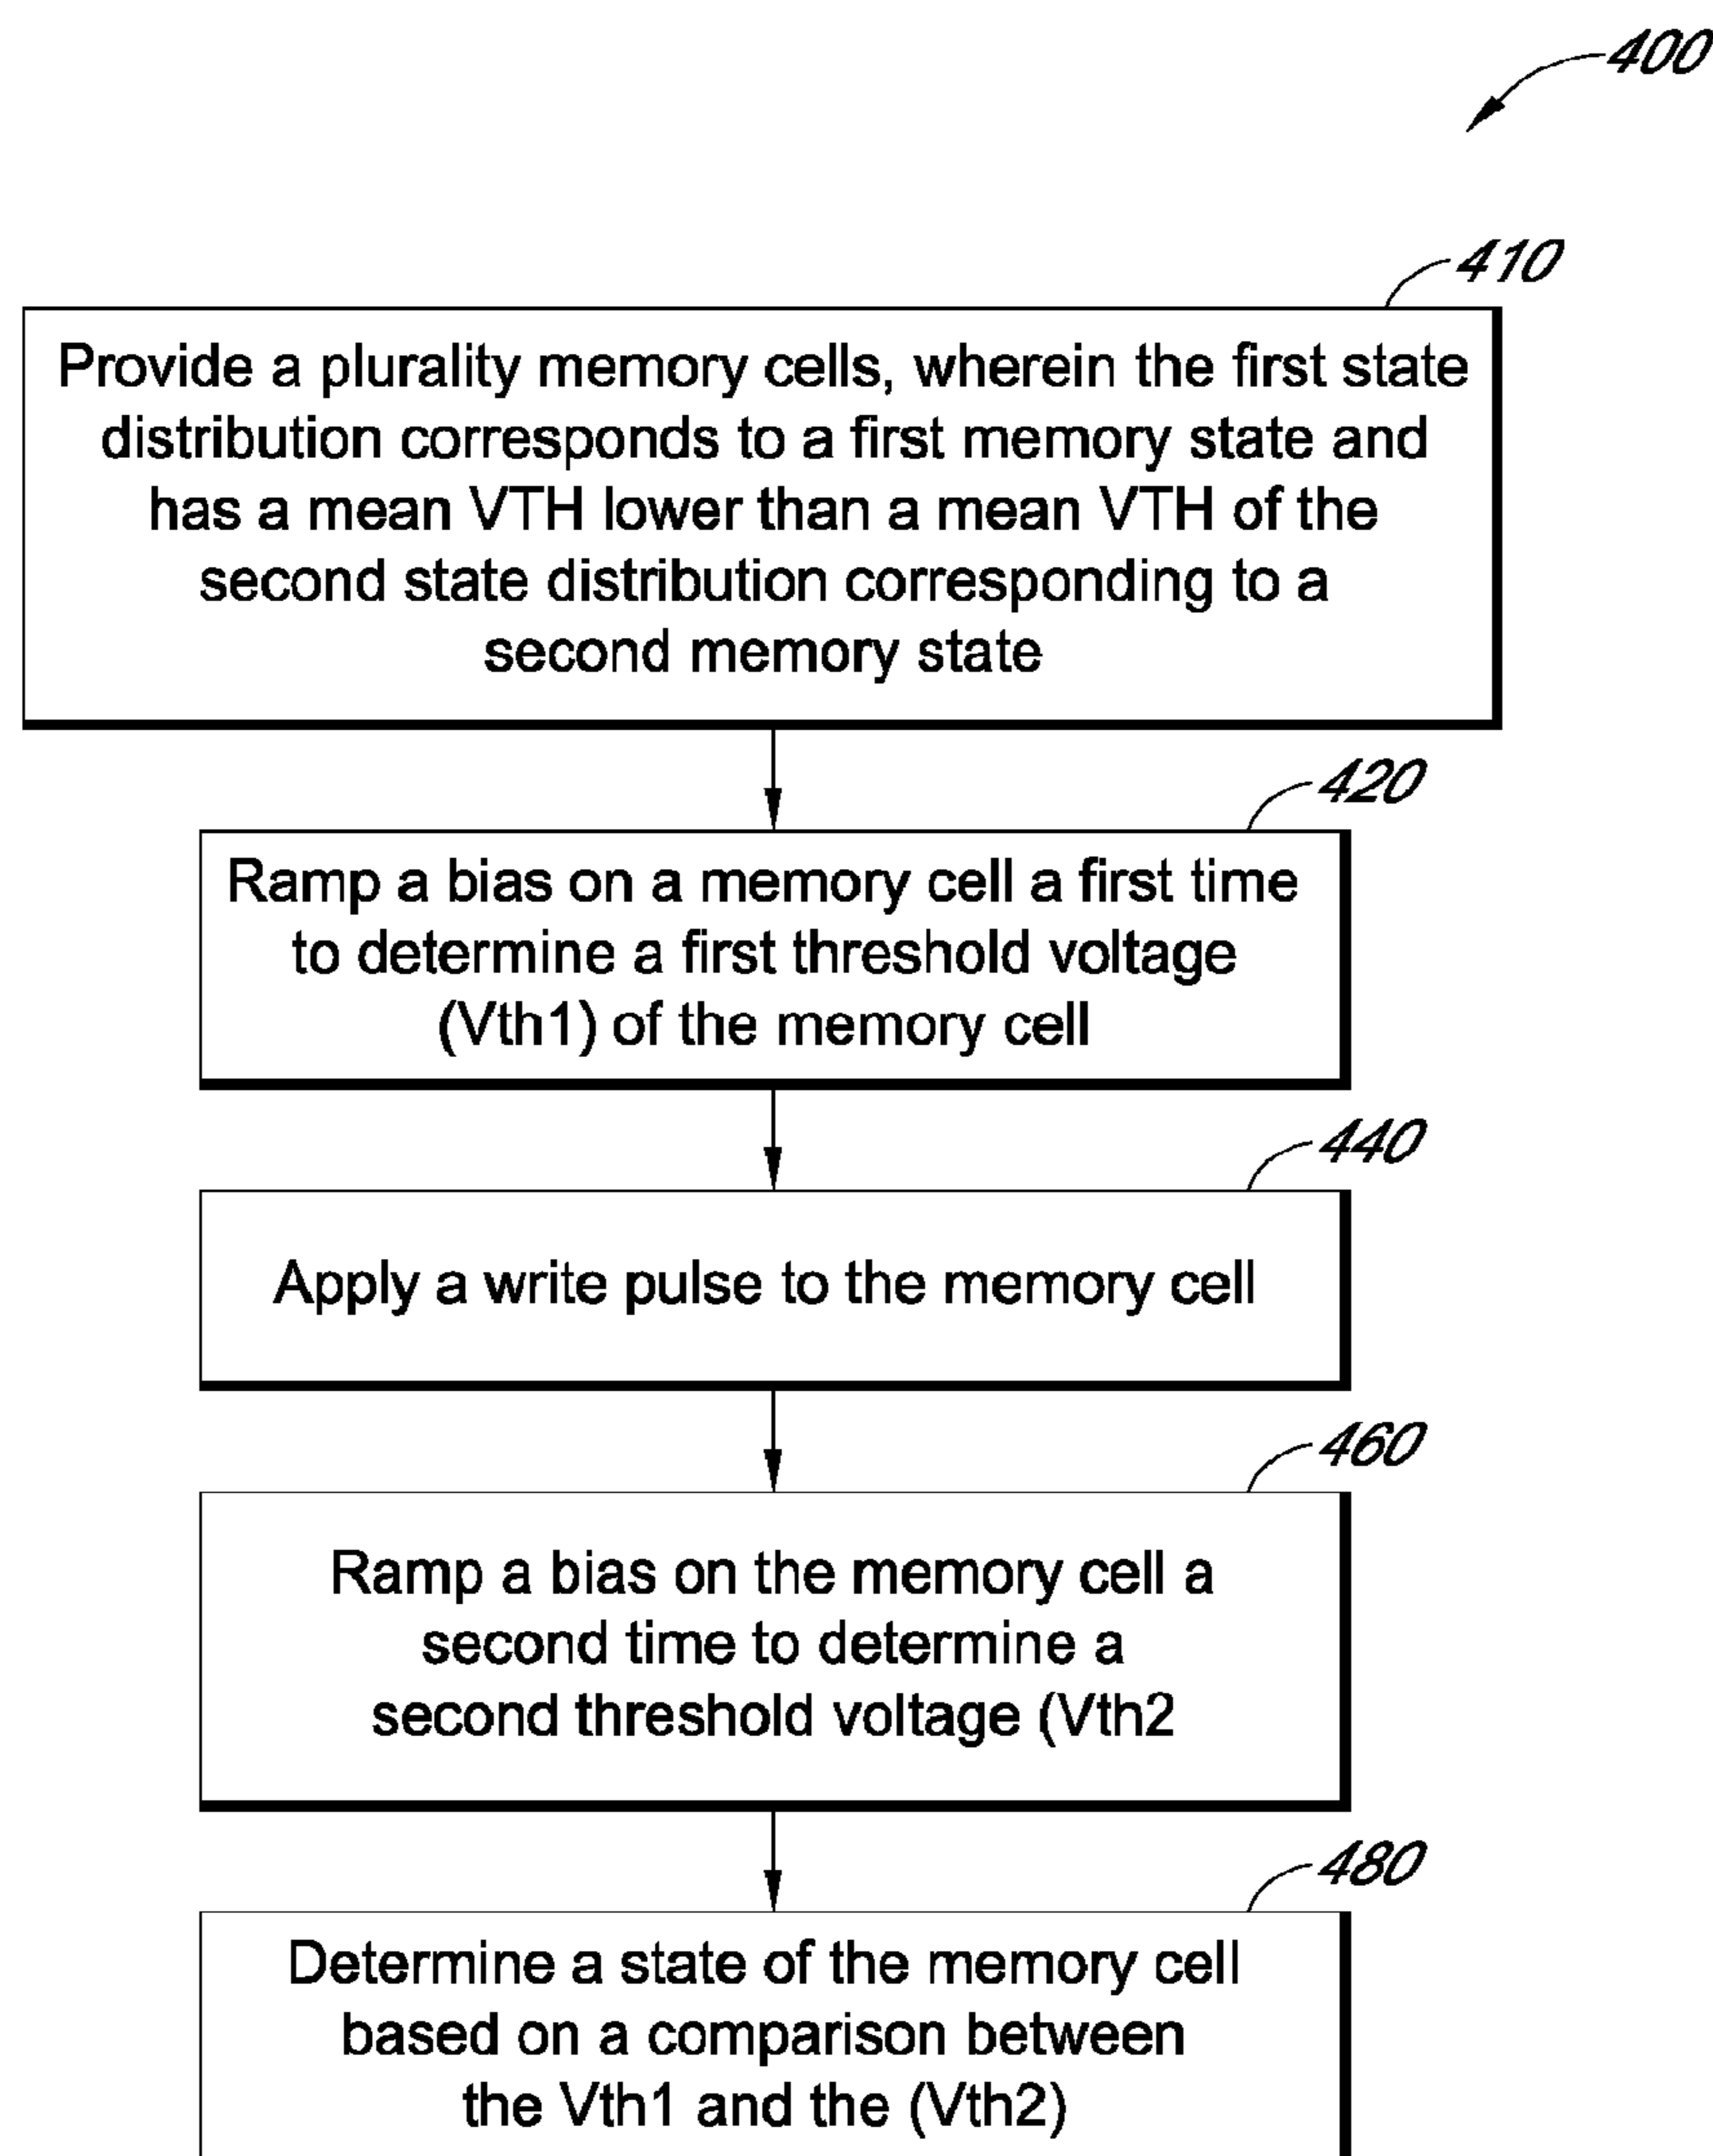 400
410
Provide a plurality memory cells, wherein the first state
distribution corresponds to a first memory state and
has a mean VTH lower than a mean VTH of the
second state distribution corresponding to a
second memory state
420
Ramp a bias on a memory cell a first time
to determine a first threshold voltage
(Vth1) of the memory cell
440
Apply a write pulse to the memory cell
460
Ramp a bias on the memory cell a
second time to determine a
second threshold voltage (Vth2
480
Determine a state of the memory cell
based on a comparison between
the Vth1 and the (Vth2)